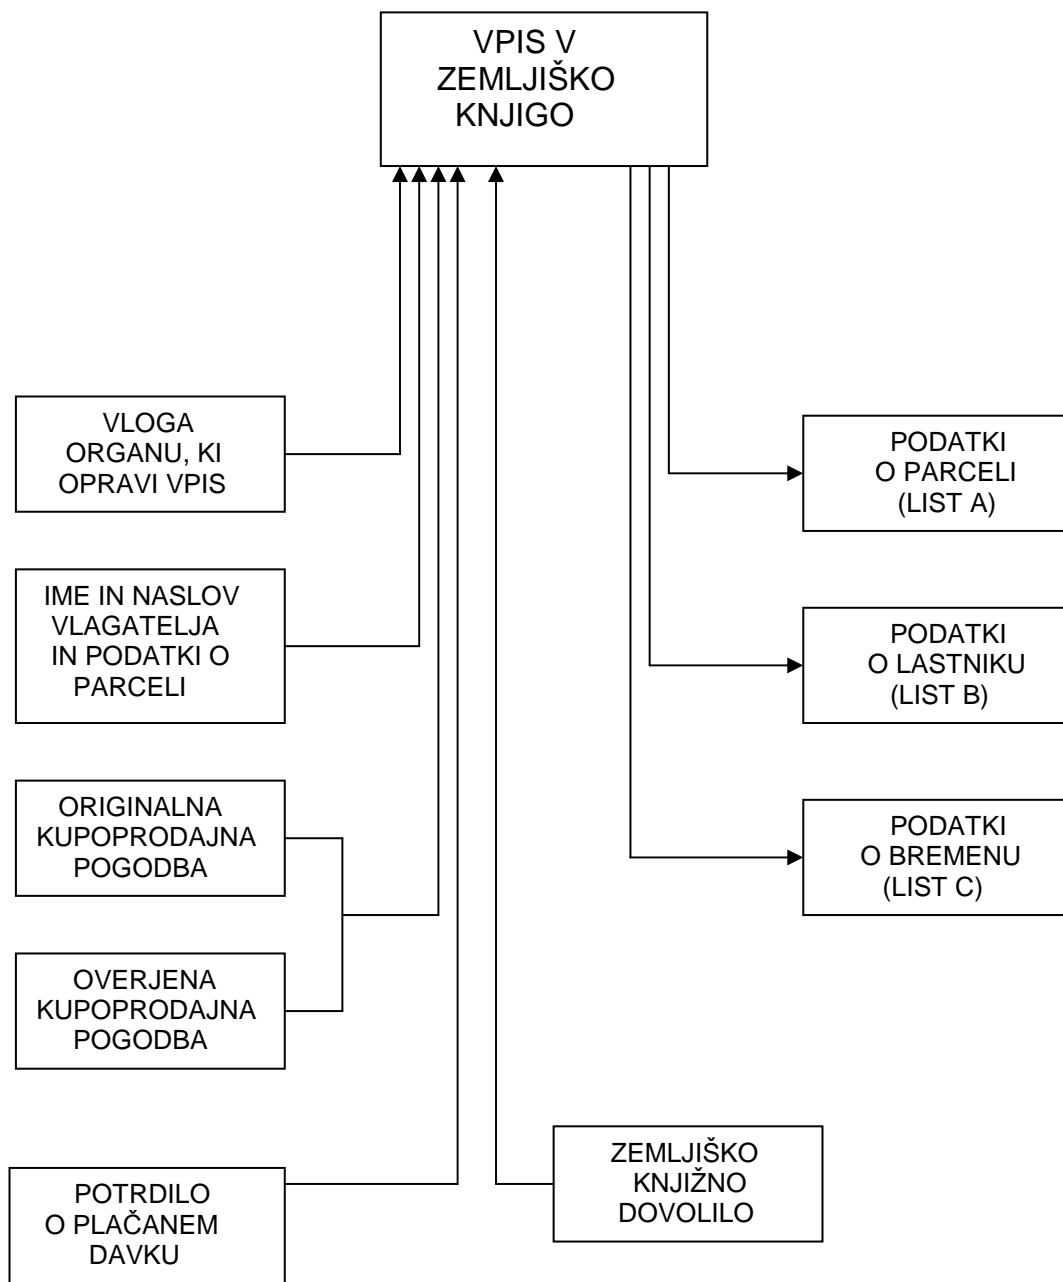 VPIS V
ZEMLJIŠKO
KNJIGO
VLOGA
ORGANU, KI
OPRAVI VPIS
IME IN NASLOV
VLAGATELJA
IN PODATKI O
PARCELI
ORIGINALNA
KUPOPRODAJNA
POGODBA
OVERJENA
KUPOPRODAJNA
POGODBA
POTRDILO
O PLAČANEM
DAVKU
ZEMLJIŠKO
KNJIŽNO
DOVOLILO
PODATKI
O PARCELI
(LIST A)
PODATKI
O LASTNIKU
(LIST B)
PODATKI
O BREMENU
(LIST C)